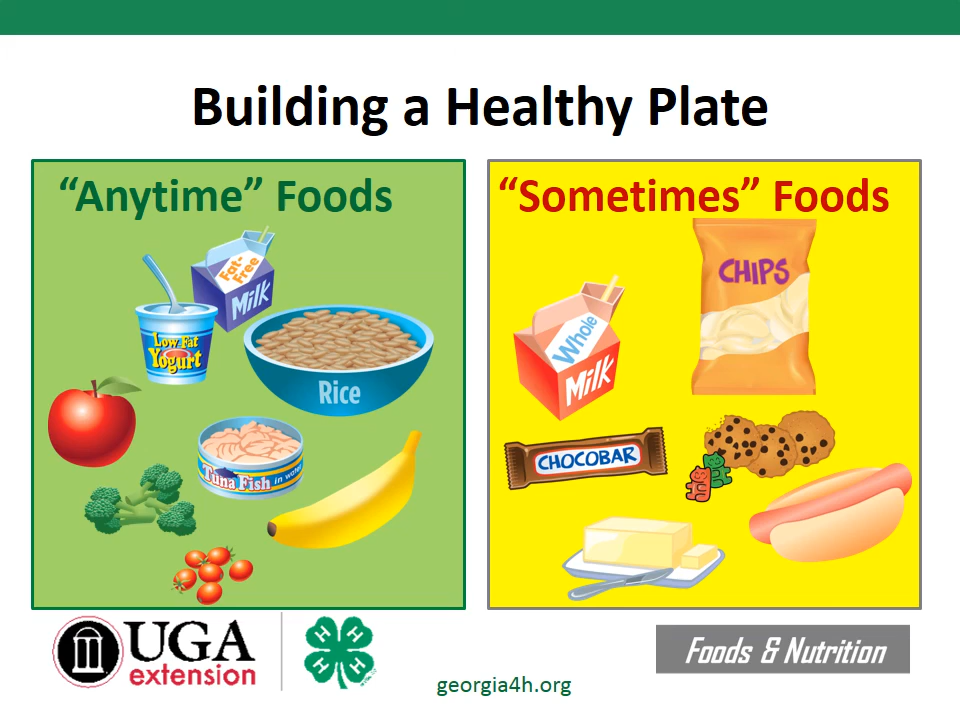 Building a Healthy Plate
“Anytime” Foods
Fat-
Free
Milk
Low Fat
Yogurt
Rice
Tuna Fish in water
“Sometimes” Foods
CHIPS
Whole
Milk
CHOCOBAR
UGA
extension
H H
H H
georgia4h.org
Foods & Nutrition